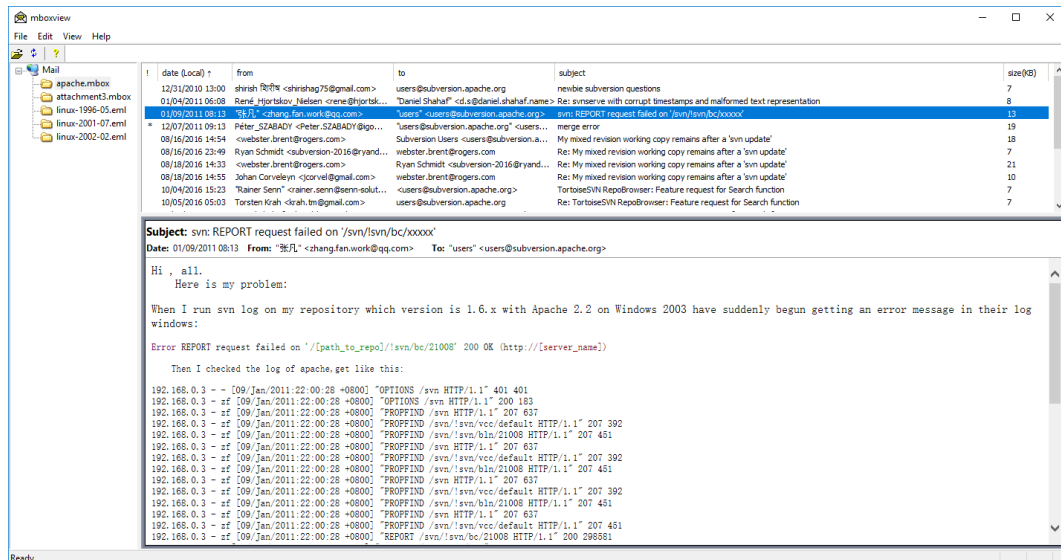 mboxview
File Edit View Help
Mail
apache.mbox
attachment3.mbox
linux-1996-05.eml
linux-2001-07.eml
linux-2002-02.eml
! date (Local) ↑ from to subject size(KB)
12/31/2010 13:00 shirish शिरीष <shirishag75@gmail.com> users@subversion.apache.org newbie subversion questions 7
01/04/2011 06:08 René_Hjortskov_Nielsen <rene@hjortsk... "Daniel Shahaf" <d.s@daniel.shahaf.name> Re: svnserve with corrupt timestamps and malformed text representation 8
01/09/2011 08:13 "张凡" <zhang.fan.work@qq.com> "users" <users@subversion.apache.org> svn: REPORT request failed on '/svn/!svn/bc/xxxxx' 13
* 12/07/2011 09:13 Péter_SZABADY <Peter.SZABADY@igo... "users@subversion.apache.org" <users... merge error 19
08/16/2016 14:54 <webster.brent@rogers.com> Subversion Users <users@subversion.a... My mixed revision working copy remains after a 'svn update' 18
08/16/2016 23:49 Ryan Schmidt <subversion-2016@ryand... webster.brent@rogers.com Re: My mixed revision working copy remains after a 'svn update' 7
08/18/2016 14:33 <webster.brent@rogers.com> Ryan Schmidt <subversion-2016@ryand... Re: My mixed revision working copy remains after a 'svn update' 21
08/18/2016 14:55 Johan Corveleyn <jcorvel@gmail.com> webster.brent@rogers.com Re: My mixed revision working copy remains after a 'svn update' 10
10/04/2016 15:23 "Rainer Senn" <rainer.senn@senn-solut... <users@subversion.apache.org> TortoiseSVN RepoBrowser: Feature request for Search function 7
10/05/2016 05:03 Torsten Krah <krah.tm@gmail.com> users@subversion.apache.org Re: TortoiseSVN RepoBrowser: Feature request for Search function 7
Subject: svn: REPORT request failed on '/svn/!svn/bc/xxxxx'
Date: 01/09/2011 08:13 From: "张凡" <zhang.fan.work@qq.com> To: "users" <users@subversion.apache.org>
Hi , all.
Here is my problem:
When I run svn log on my repository which version is 1.6.x with Apache 2.2 on Windows 2003 have suddenly begun getting an error message in their log
windows:
Error REPORT request failed on '/[path_to_repo]/!svn/bc/21008' 200 OK (http://[server_name])
Then I checked the log of apache,get like this:
192.168.0.3 - - [09/Jan/2011:22:00:28 +0800] "OPTIONS /svn HTTP/1.1" 401 401
192.168.0.3 - zf [09/Jan/2011:22:00:28 +0800] "OPTIONS /svn HTTP/1.1" 200 183
192.168.0.3 - zf [09/Jan/2011:22:00:28 +0800] "PROPFIND /svn HTTP/1.1" 207 637
192.168.0.3 - zf [09/Jan/2011:22:00:28 +0800] "PROPFIND /svn/!svn/vcc/default HTTP/1.1" 207 392
192.168.0.3 - zf [09/Jan/2011:22:00:28 +0800] "PROPFIND /svn/!svn/bln/21008 HTTP/1.1" 207 451
192.168.0.3 - zf [09/Jan/2011:22:00:28 +0800] "PROPFIND /svn HTTP/1.1" 207 637
192.168.0.3 - zf [09/Jan/2011:22:00:28 +0800] "PROPFIND /svn/!svn/vcc/default HTTP/1.1" 207 392
192.168.0.3 - zf [09/Jan/2011:22:00:28 +0800] "PROPFIND /svn/!svn/bln/21008 HTTP/1.1" 207 451
192.168.0.3 - zf [09/Jan/2011:22:00:28 +0800] "PROPFIND /svn HTTP/1.1" 207 637
192.168.0.3 - zf [09/Jan/2011:22:00:28 +0800] "PROPFIND /svn/!svn/vcc/default HTTP/1.1" 207 392
192.168.0.3 - zf [09/Jan/2011:22:00:28 +0800] "PROPFIND /svn/!svn/bln/21008 HTTP/1.1" 207 451
192.168.0.3 - zf [09/Jan/2011:22:00:28 +0800] "PROPFIND /svn HTTP/1.1" 207 637
192.168.0.3 - zf [09/Jan/2011:22:00:28 +0800] "PROPFIND /svn/!svn/vcc/default HTTP/1.1" 207 451
192.168.0.3 - zf [09/Jan/2011:22:00:28 +0800] "REPORT /svn/!svn/bc/21008 HTTP/1.1" 200 298581
Ready